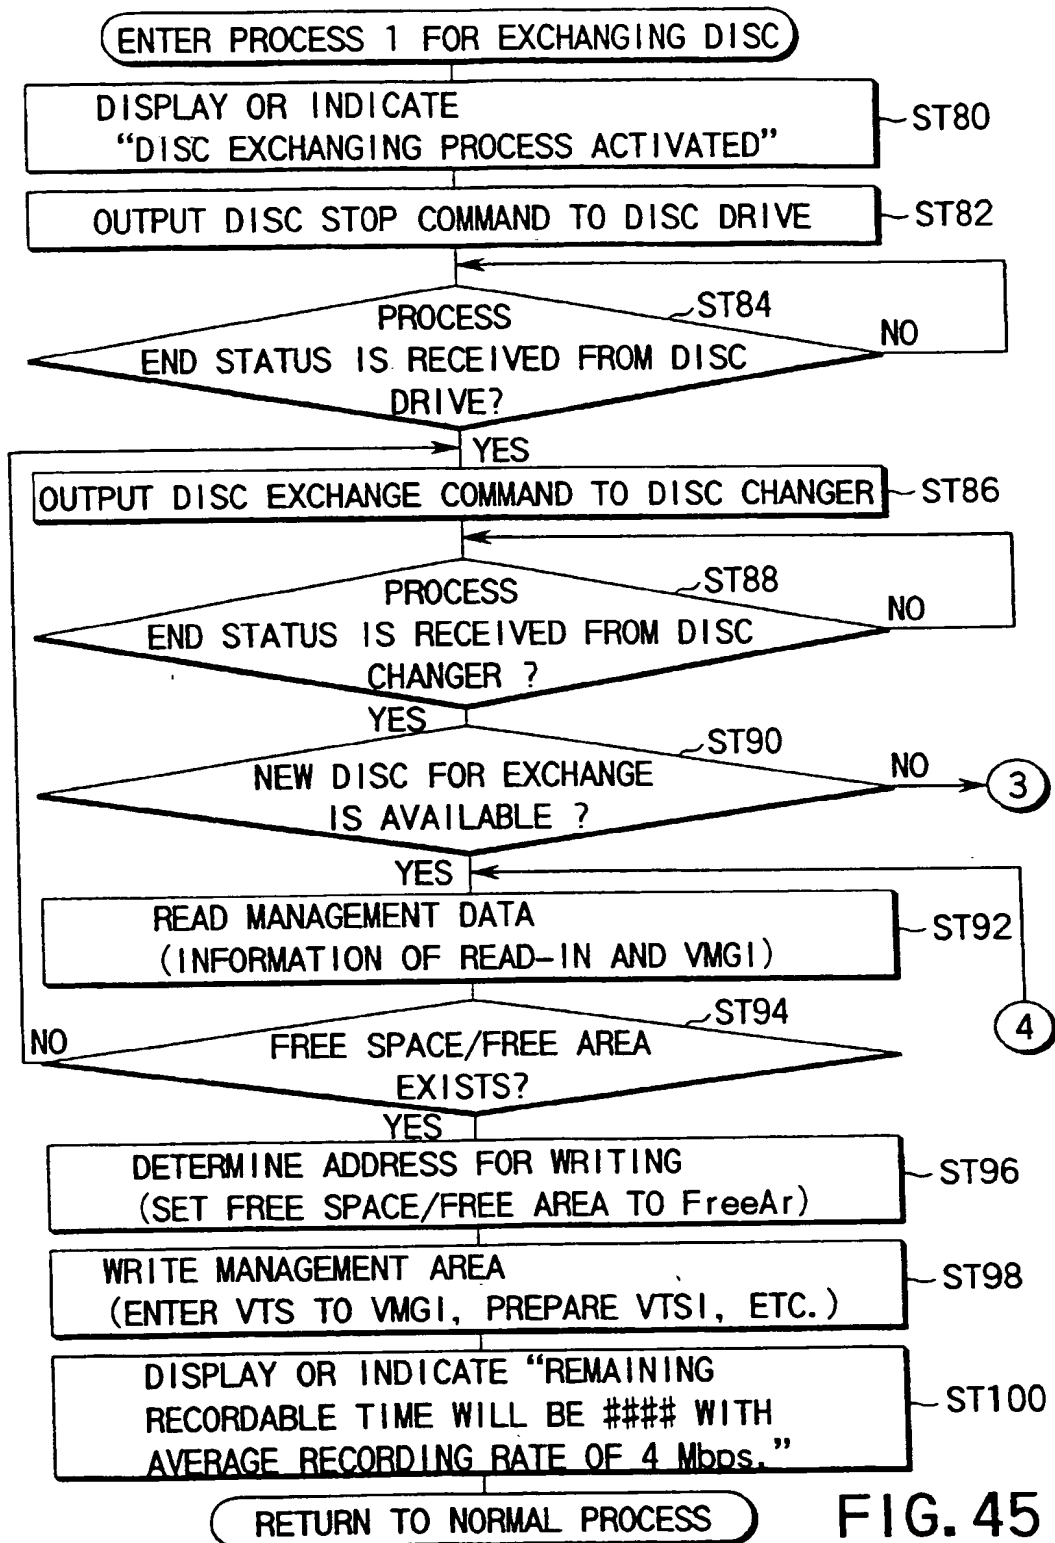 ENTER PROCESS 1 FOR EXCHANGING DISC
DISPLAY OR INDICATE
“DISC EXCHANGING PROCESS ACTIVATED”
ST80
OUTPUT DISC STOP COMMAND TO DISC DRIVE
ST82
ST84
PROCESS
END STATUS IS RECEIVED FROM DISC
DRIVE?
NO
YES
OUTPUT DISC EXCHANGE COMMAND TO DISC CHANGER
ST86
ST88
PROCESS
END STATUS IS RECEIVED FROM DISC
CHANGER ?
NO
YES
ST90
NEW DISC FOR EXCHANGE
IS AVAILABLE ?
NO
3
YES
READ MANAGEMENT DATA
(INFORMATION OF READ-IN AND VMGI)
ST92
ST94
4
NO
FREE SPACE/FREE AREA
EXISTS?
YES
DETERMINE ADDRESS FOR WRITING
(SET FREE SPACE/FREE AREA TO FreeAr)
ST96
WRITE MANAGEMENT AREA
(ENTER VTS TO VMGI, PREPARE VTSI, ETC.)
ST98
DISPLAY OR INDICATE “REMAINING
RECORDABLE TIME WILL BE #### WITH
AVERAGE RECORDING RATE OF 4 Mbps.”
ST100
RETURN TO NORMAL PROCESS
FIG. 45